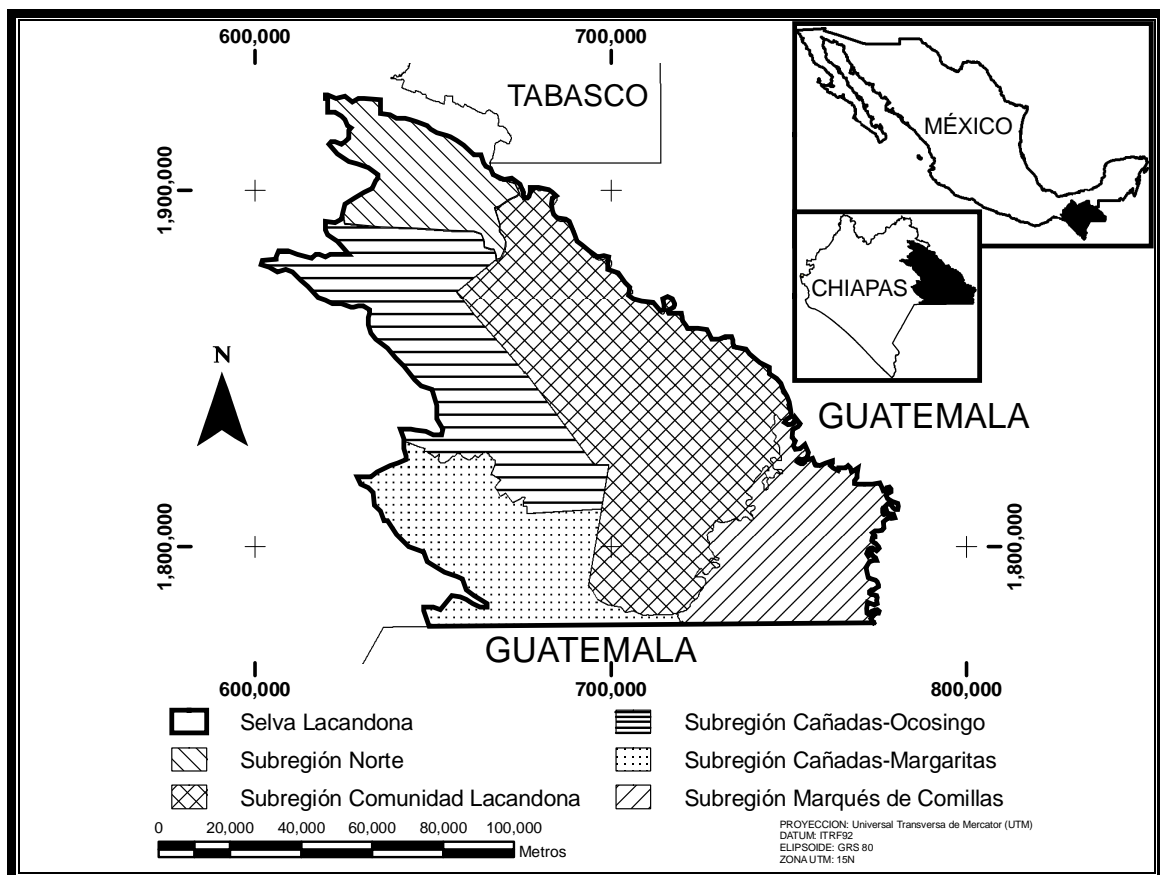 600,000 700,000
TABASCO
MÉXICO
1,900,000
CHIAPAS
N
GUATEMALA
1,800,000
1,800,000
GUATEMALA
600,000 700,000 800,000
Selva Lacandona
Subregión Norte
Subregión Comunidad Lacandona
Subregión Cañadas-Ocosingo
Subregión Cañadas-Margaritas
Subregión Marqués de Comillas
0 20,000 40,000 60,000 80,000 100,000
Metros
PROYECCION: Universal Transversa de Mercator (UTM)
DATUM: ITRF92
ELIPSOIDE: GRS 80
ZONA UTM: 15N